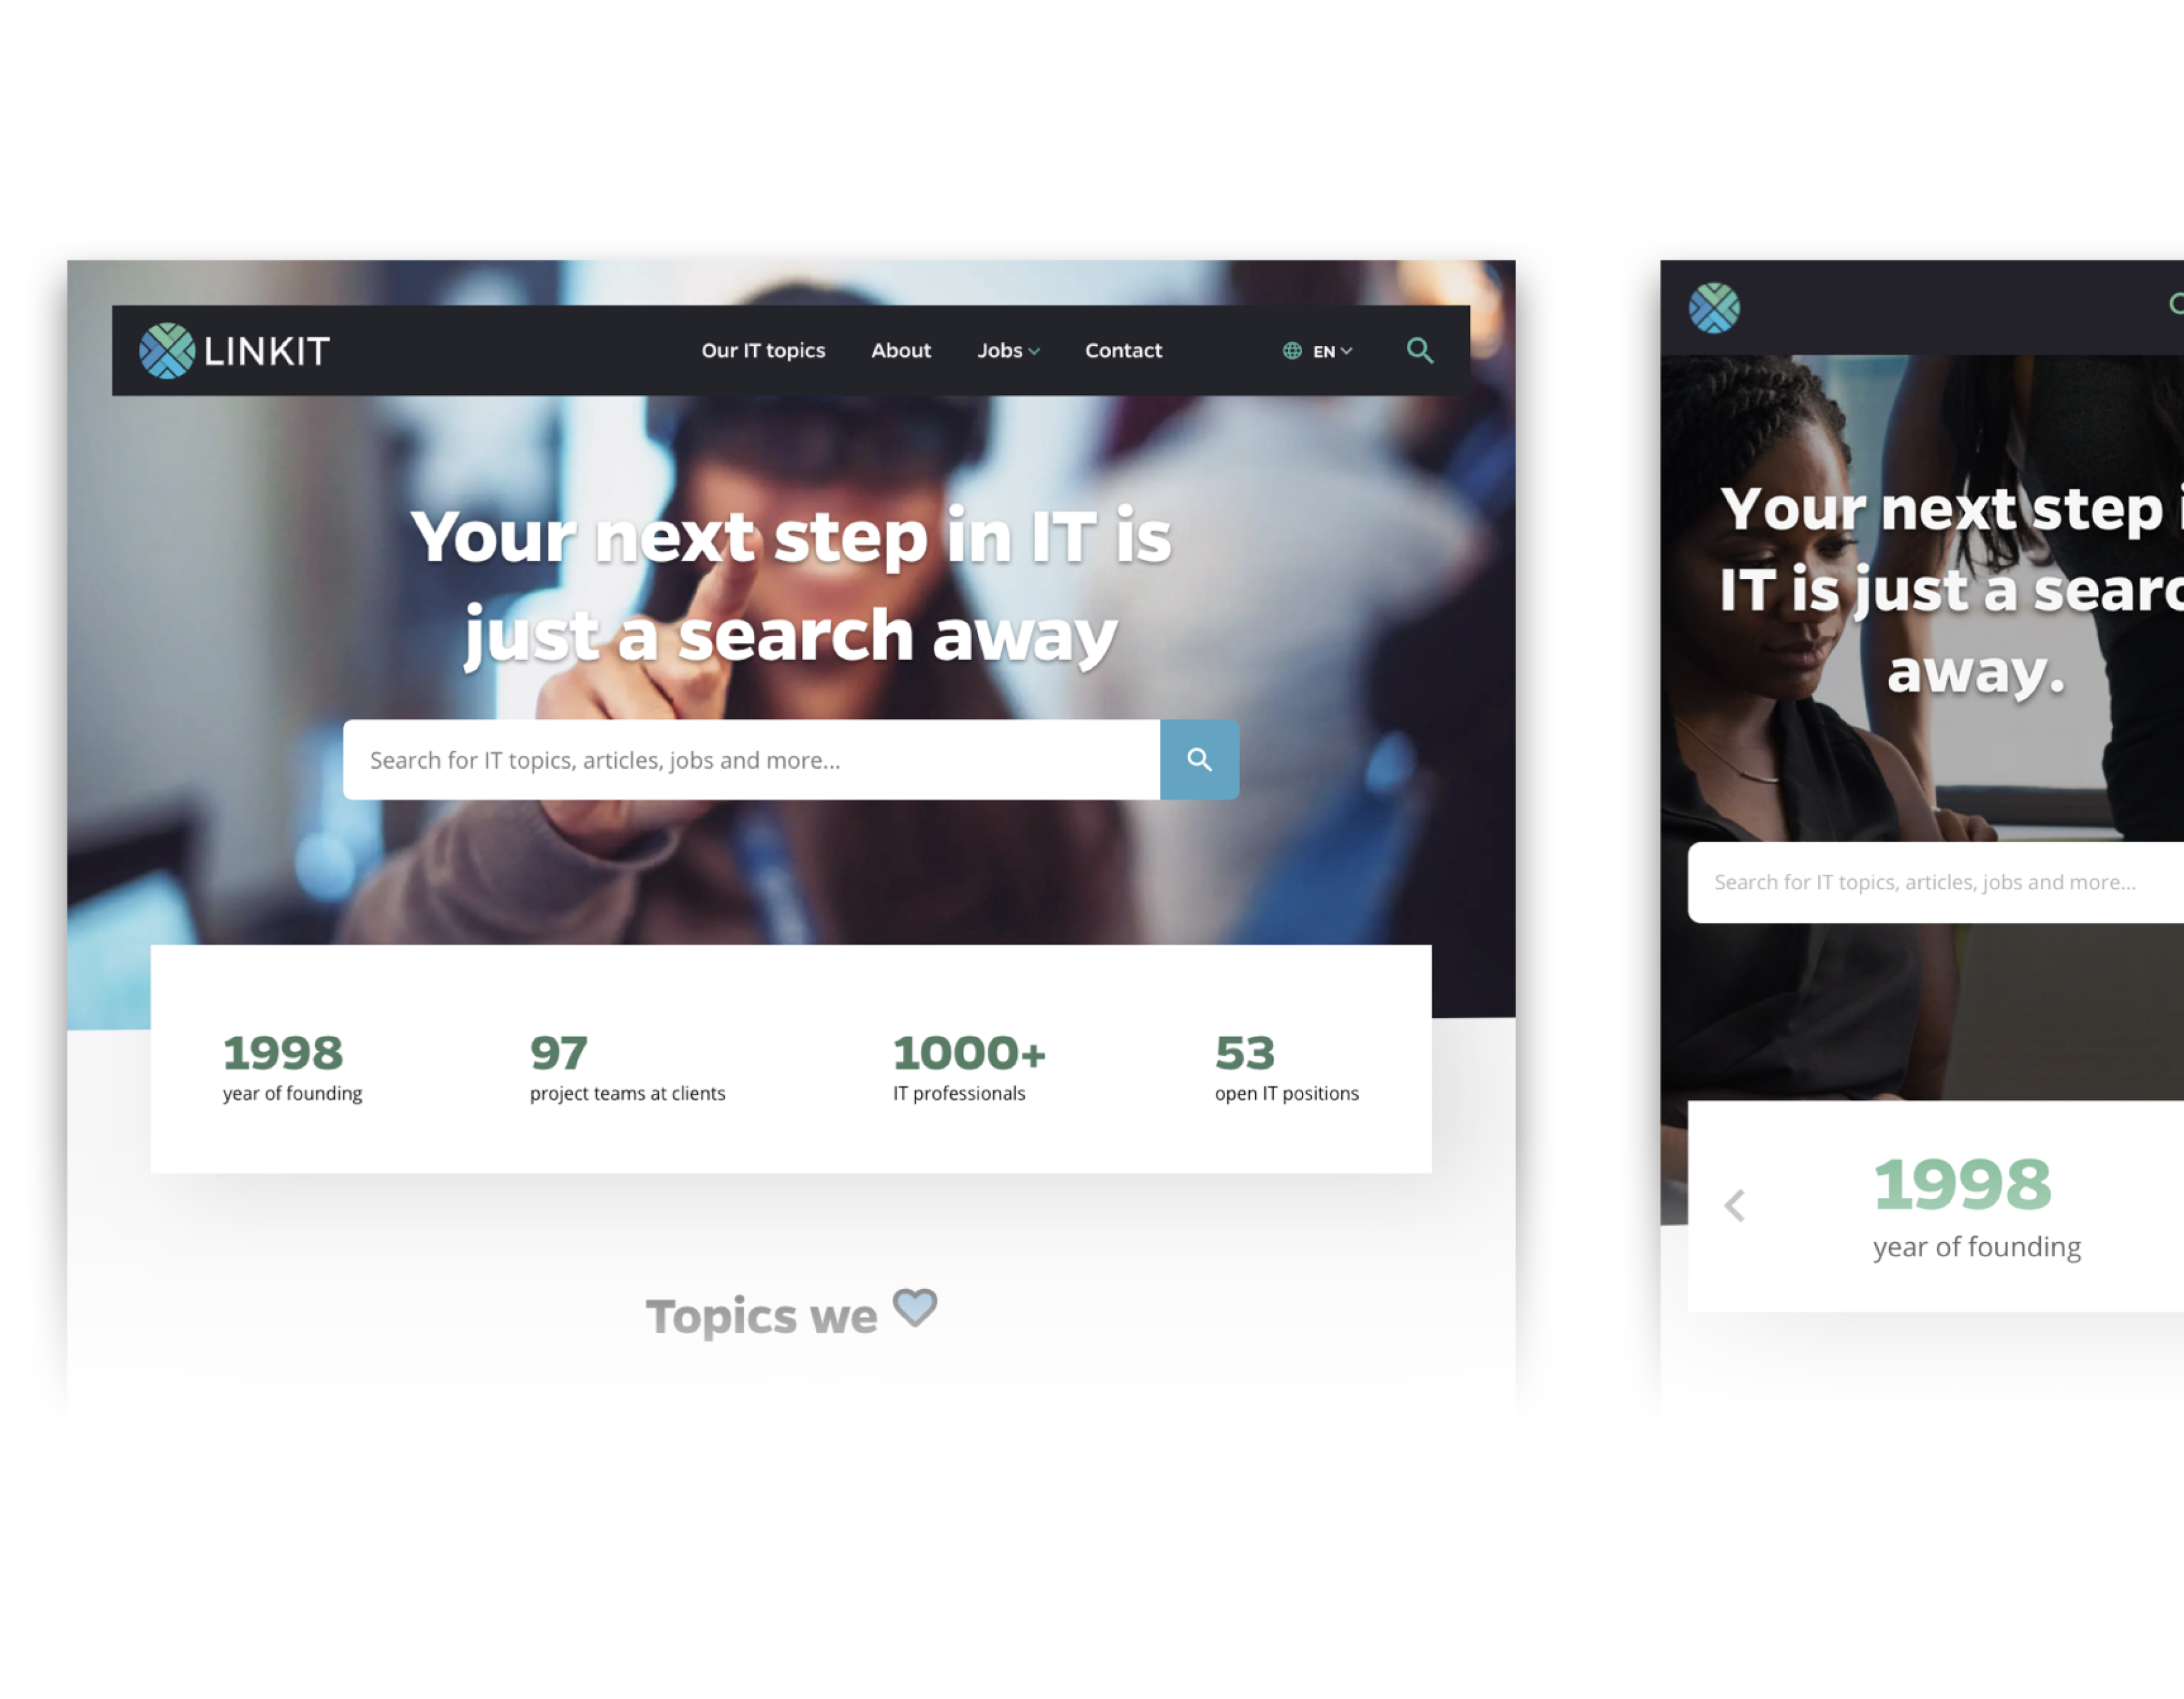 LINKIT
Our IT topics
About
Jobs
Contact
EN
Your next step in IT is
just a search away
Search for IT topics, articles, jobs and more...
1998
year of founding
97
project teams at clients
1000+
IT professionals
53
open IT positions
Topics we
Your next step
IT is just a searc
away.
Search for IT topics, articles, jobs and more...
1998
year of founding